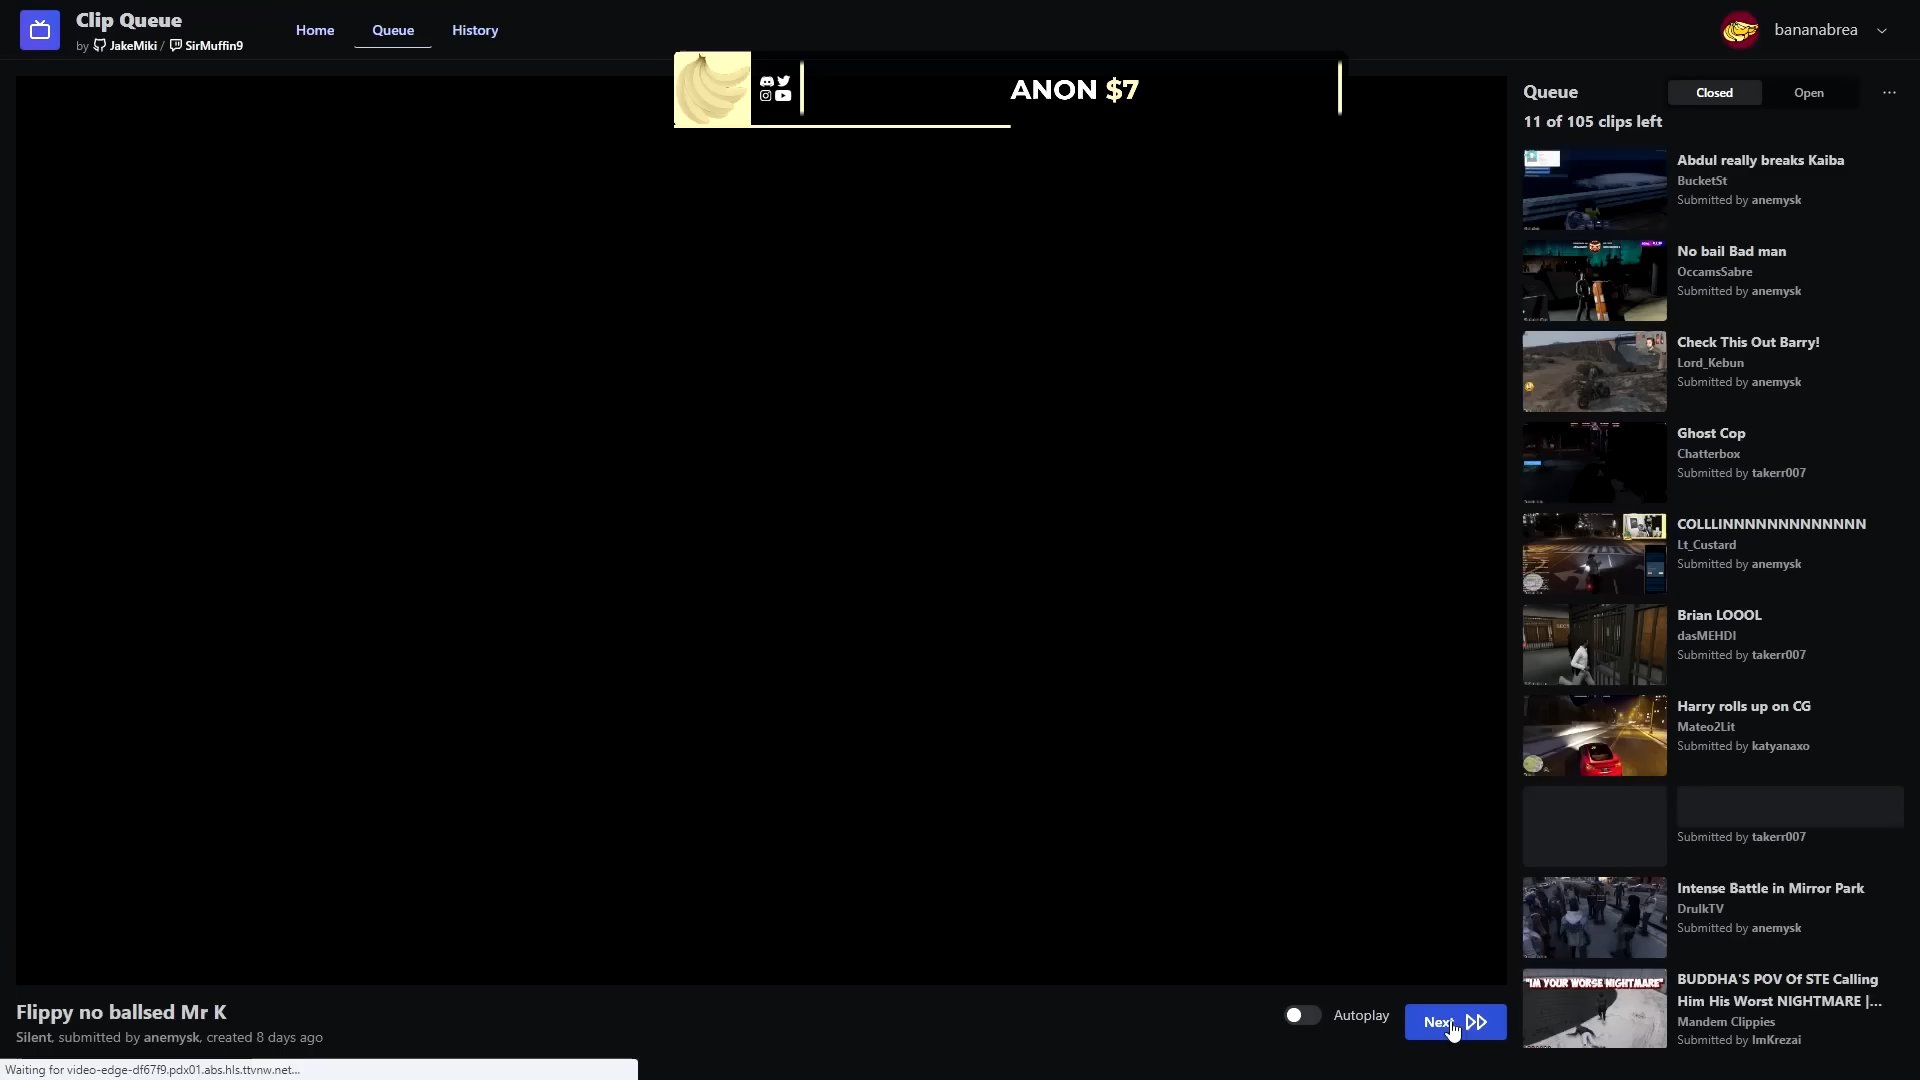 Clip Queue
by JakeMiki / SirMuffin9
Home
Queue
History
bananabrea
ANON $7
Queue
Closed
Open
11 of 105 clips left
Abdul really breaks Kaiba
BucketSt
Submitted by anemysk
No bail Bad man
OccamsSabre
Submitted by anemysk
Check This Out Barry!
Lord_Kebun
Submitted by anemysk
Ghost Cop
Chatterbox
Submitted by takerr007
COLLLINNNNNNNNNNNNN
Lt_Custard
Submitted by anemysk
Brian LOOOL
dasMEHDI
Submitted by takerr007
Harry rolls up on CG
Mateo2Lit
Submitted by katyanaxo
Submitted by takerr007
Intense Battle in Mirror Park
DrulkTV
Submitted by anemysk
"IM YOUR WORSE NIGHTMARE"
BUDDHA'S POV Of STE Calling
Him His Worst NIGHTMARE |...
Mandem Clippies
Submitted by ImKrezai
Flippy no ballsed Mr K
Silent, submitted by anemysk, created 8 days ago
Autoplay
Next
Waiting for video-edge-df67f9.pdx01.abs.hls.ttvnw.net...